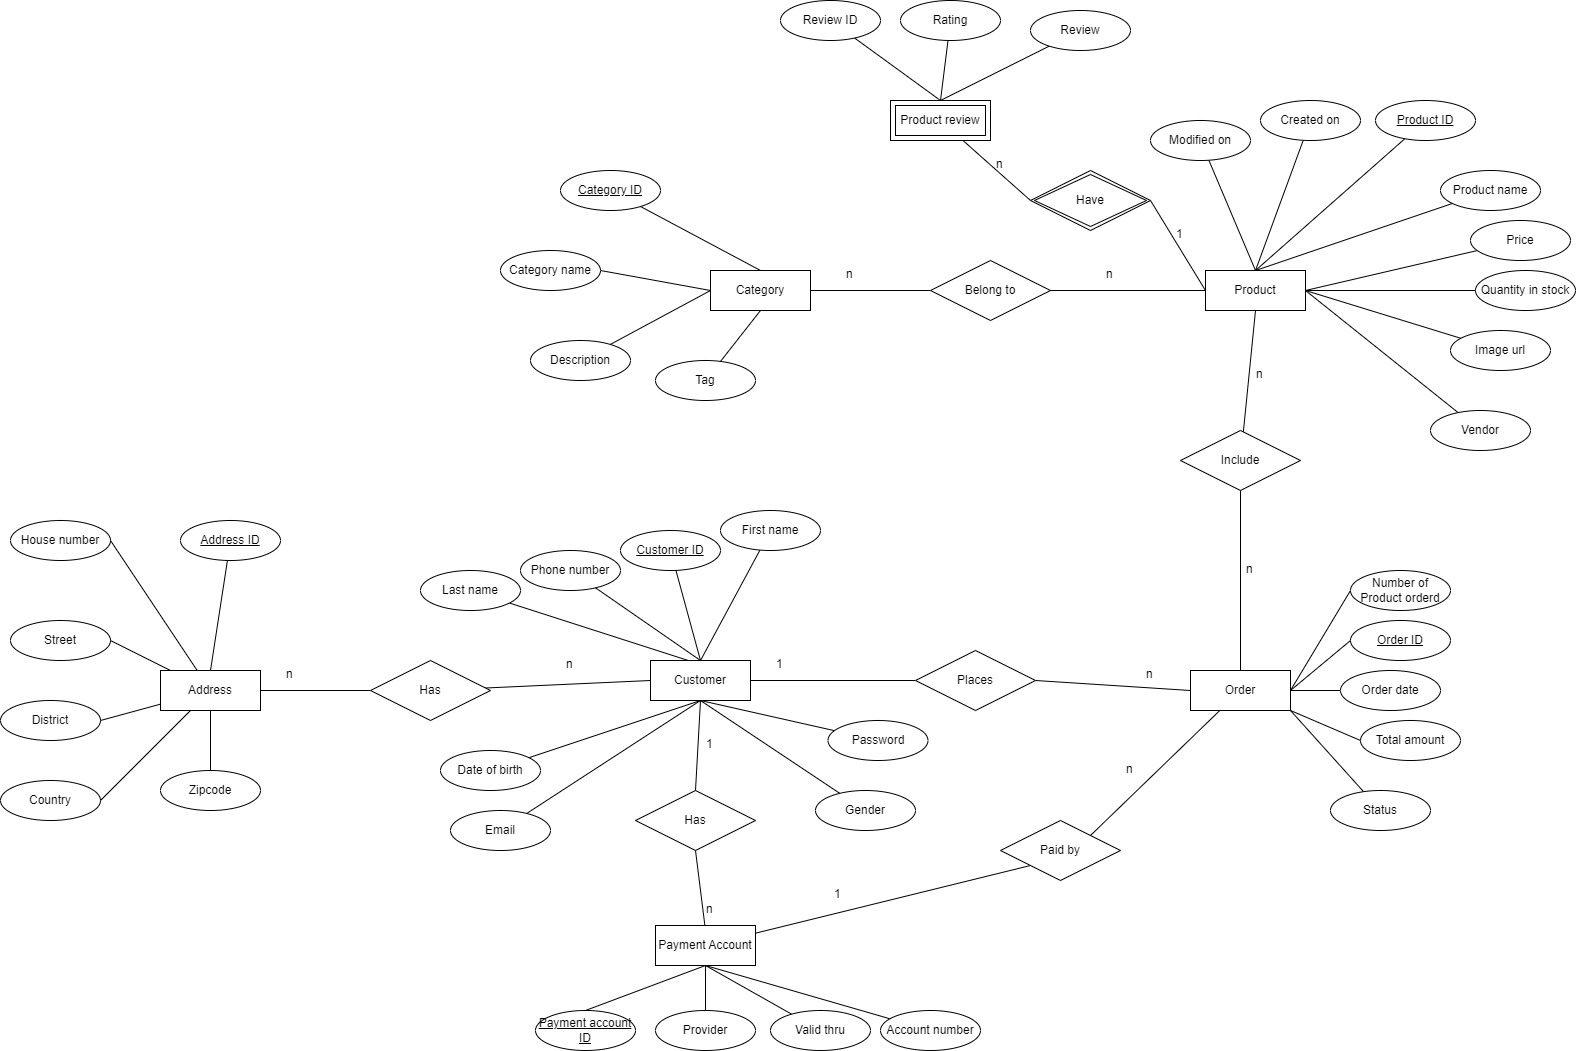 Review ID
Rating
Review
Product review
n
Have
1
Modified on
Created on
Product ID
Product name
Price
Quantity in stock
Image url
Vendor
Product
Category ID
Category name
Description
Tag
Category
n
Belong to
n
n
Include
n
House number
Address ID
Street
District
Country
Zipcode
Address
n
Has
n
Last name
Phone number
Customer ID
First name
Customer
1
Places
n
Date of birth
Email
Gender
Password
1
Has
n
Number of
Product orderd
Order ID
Order date
Total amount
Status
Order
n
Paid by
1
Payment Account
Payment account
ID
Provider
Valid thru
Account number